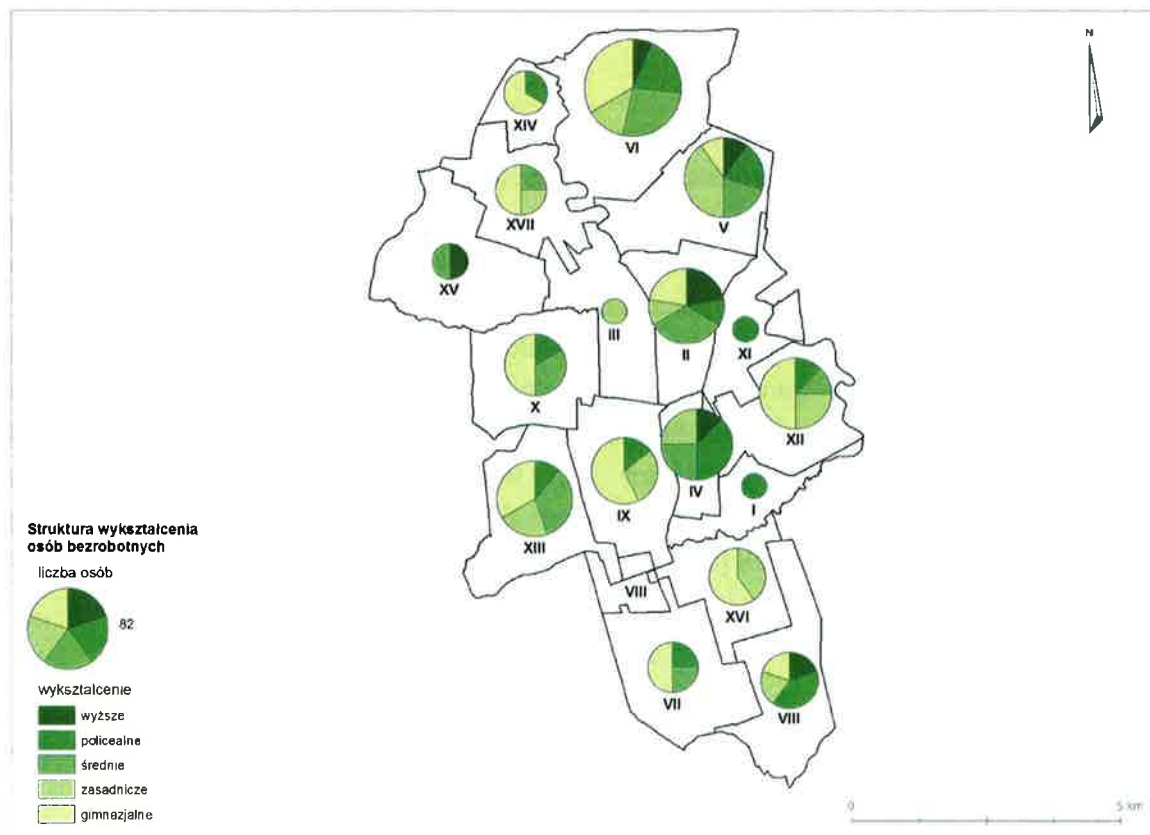 N
XIV
VI
XVII
V
XV
III
II
XI
X
XII
IV
IX
I
XIII
VIII
XVI
VII
VIII
Struktura wykształcenia
osób bezrobotnych
liczba osób
82
wykształcenie
wyższe
policealne
średnie
zasadnicze
gimnazjalne
0 5 km